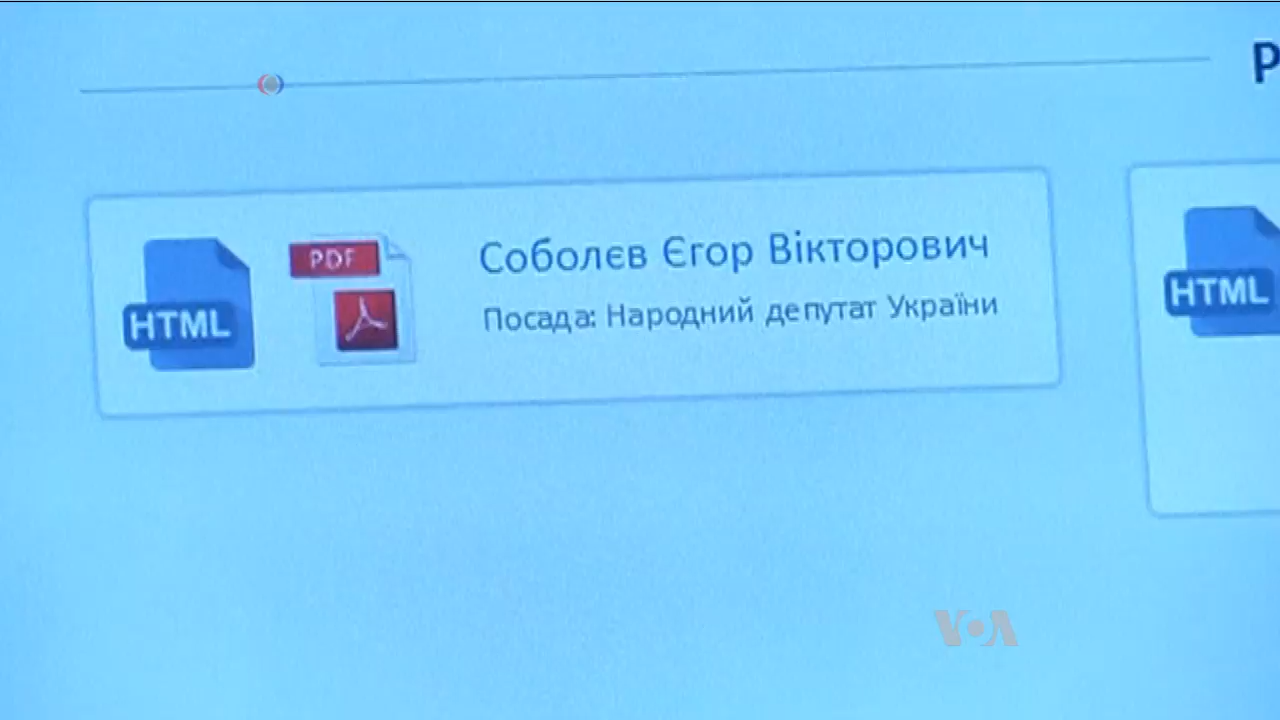 Р
Соболєв Єгор Вікторович
Посада: Народний депутат України
HTML
PDF
HTML
VOA